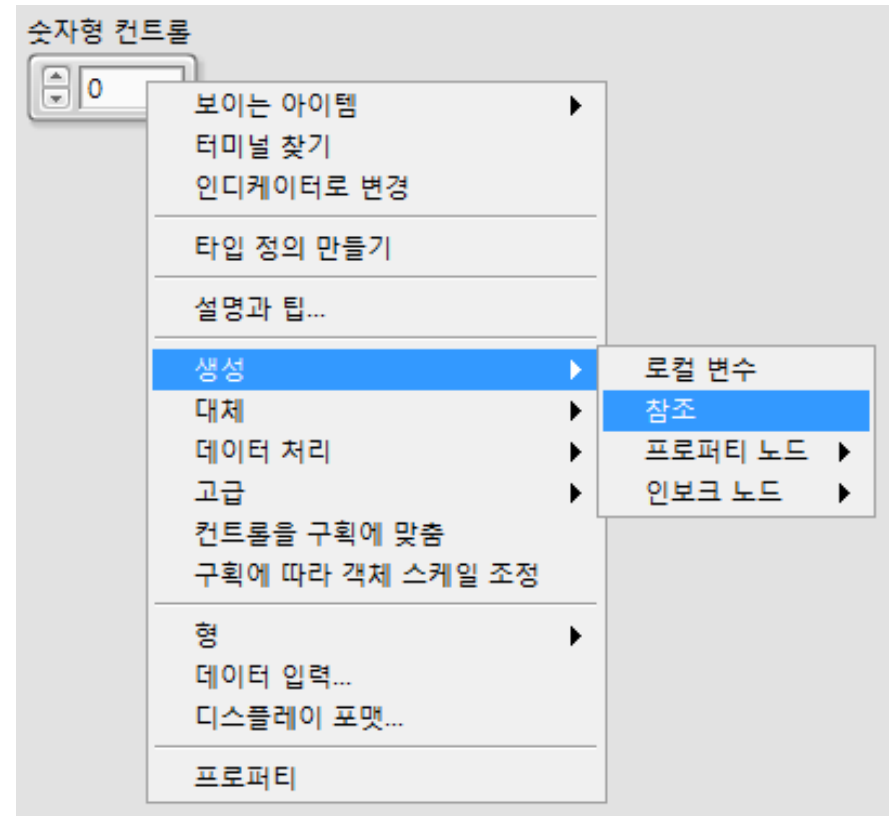 숫자형 컨트롤
0
보이는 아이템
터미널 찾기
인디케이터로 변경
타입 정의 만들기
설명과 팁...
생성
대체
데이터 처리
고급
컨트롤을 구획에 맞춤
구획에 따라 객체 스케일 조정
형
데이터 입력...
디스플레이 포맷...
프로퍼티
로컬 변수
참조
프로퍼티 노드
인보크 노드